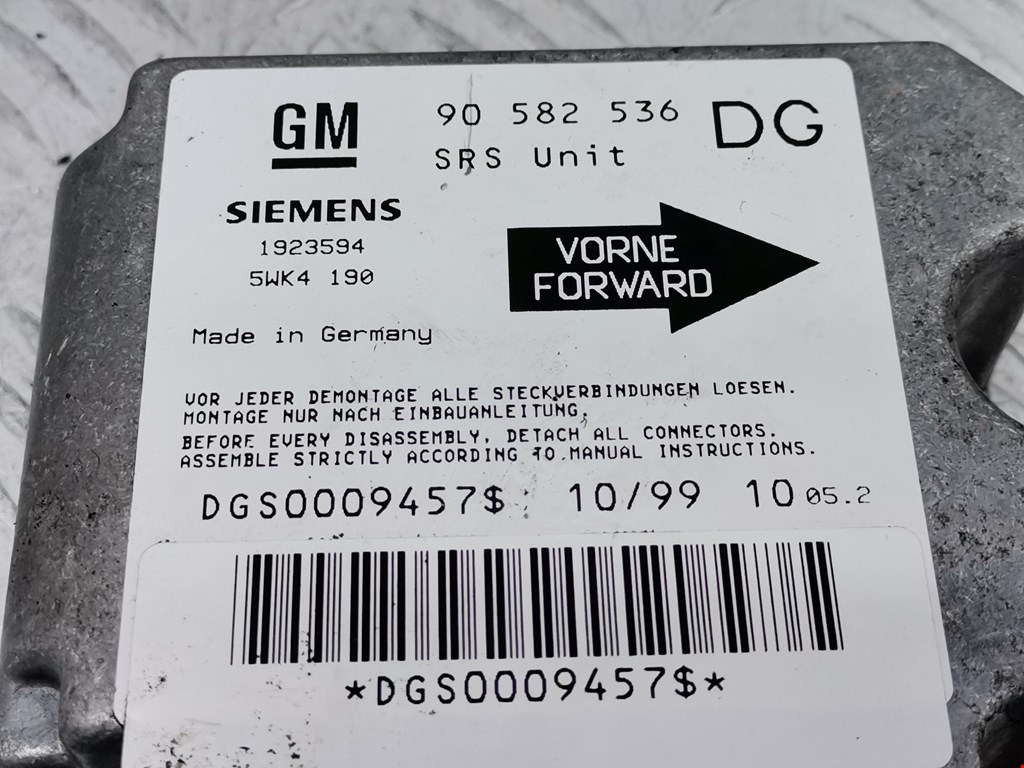 GM 90 582 536 DG
SRS Unit
SIEMENS
1923594
5WK4 190
VORNE
FORWARD
Made in Germany
VOR JEDER DEMONTAGE ALLE STECKVERBINDUNGEN LOESEN.
MONTAGE NUR NACH EINBAUANLEITUNG.
BEFORE EVERY DISASSEMBLY, DETACH ALL CONNECTORS.
ASSEMBLE STRICTLY ACCORDING TO MANUAL INSTRUCTIONS.
DGS0009457$ 10/99 10 05.2
*DGS0009457$*